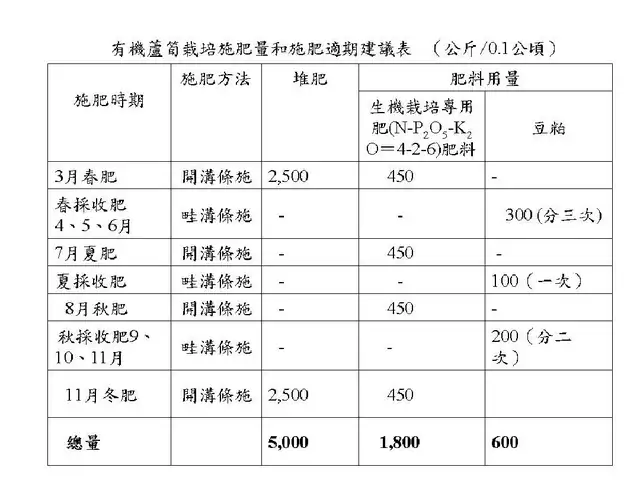 有機蘆筍栽培施肥量和施肥適期建議表 （公斤/0.1公頃）
施肥時期 施肥方法 堆肥 肥料用量
生機栽培專用
肥(N-P2O5-K2
O＝4-2-6)肥料
豆粕
3月春肥 開溝條施 2,500 450 -
春採收肥
4、5、6月 畦溝條施 - - 300 (分三次)
7月夏肥 開溝條施 - 450 -
夏採收肥 畦溝條施 - - 100（一次）
8月秋肥 開溝條施 - 450 -
秋採收肥9、
10、11月 畦溝條施 - - 200（分二
次）
11月冬肥 開溝條施 2,500 450
總量 5,000 1,800 600